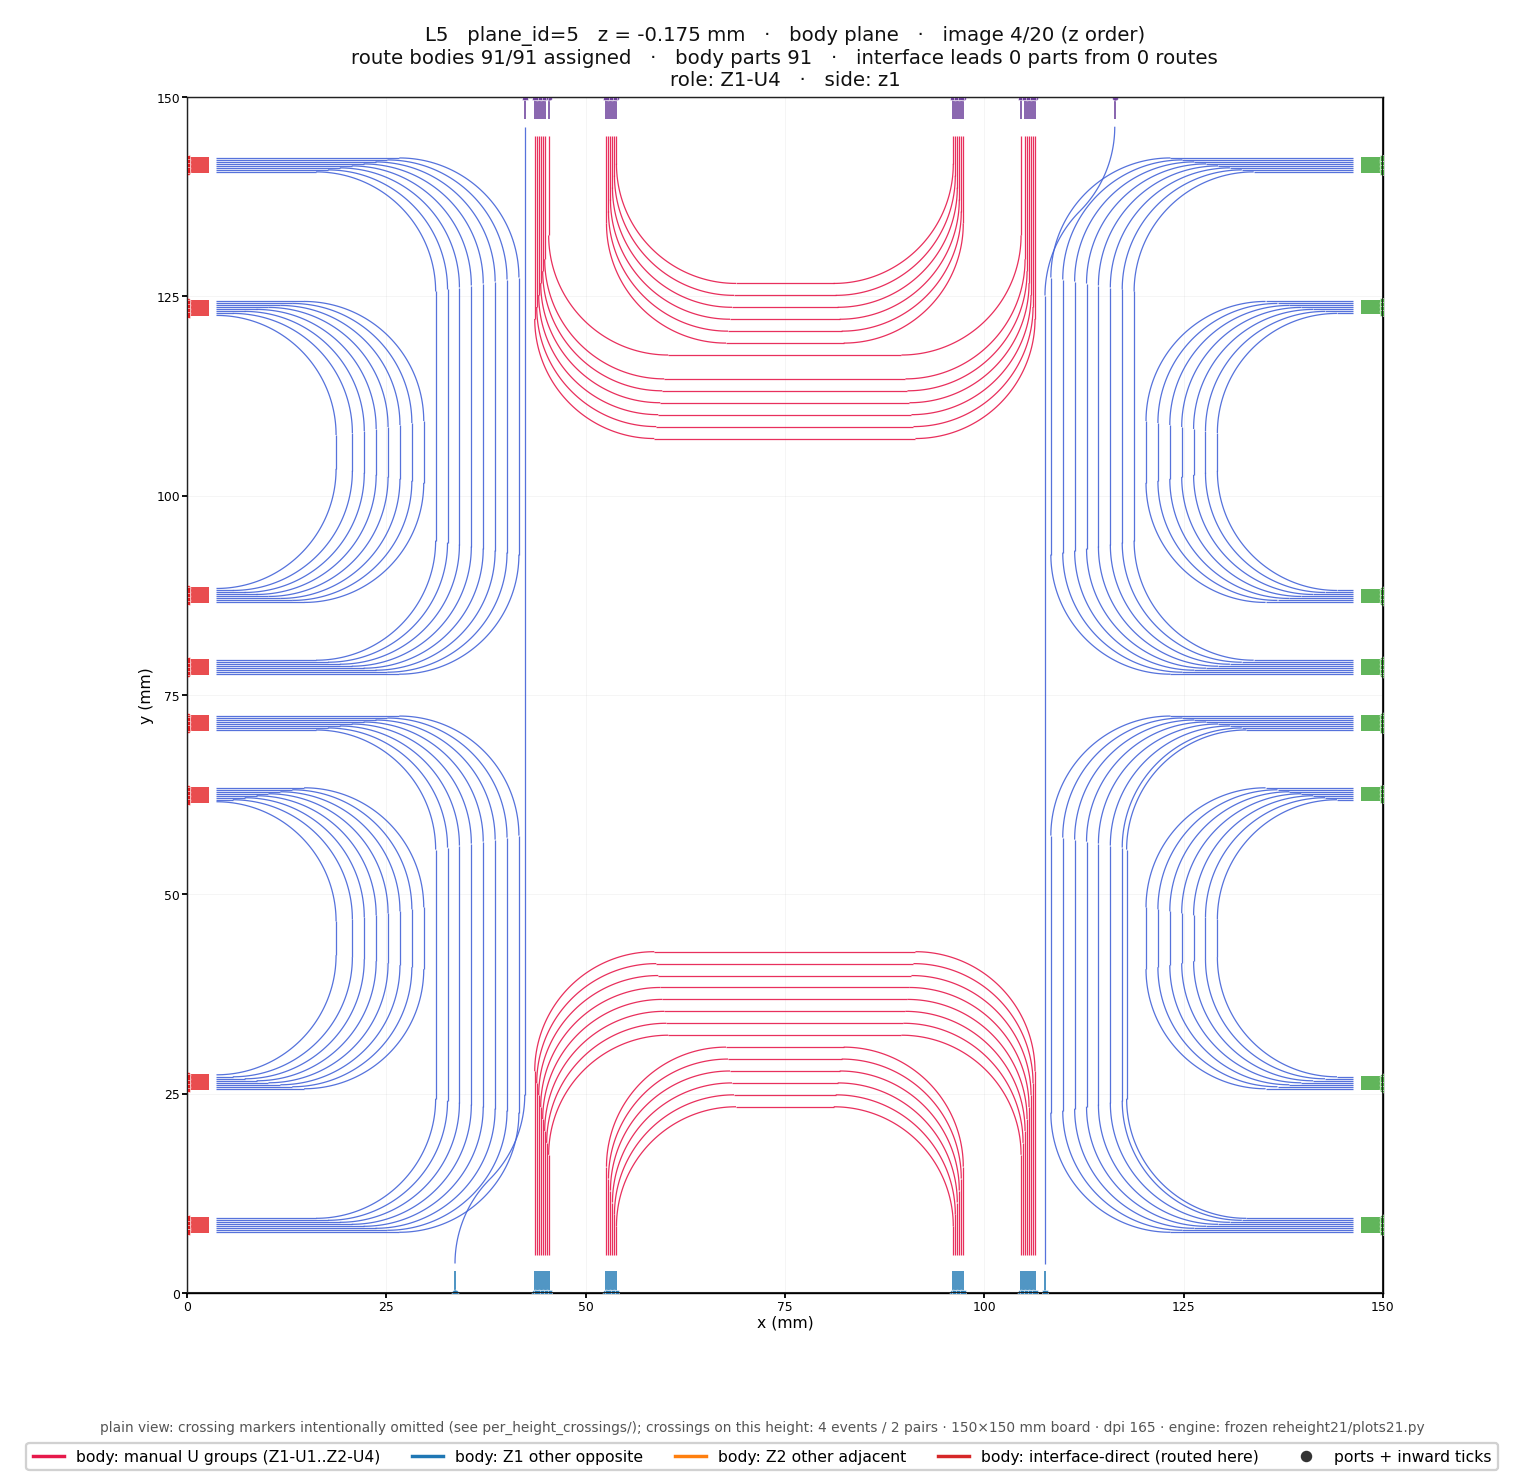 L5   plane_id=5   z = -0.175 mm   ·   body plane   ·   image 4/20 (z order)
route bodies 91/91 assigned   ·   body parts 91   ·   interface leads 0 parts from 0 routes
role: Z1-U4   ·   side: z1
150
125
100
75
50
25
0
y (mm)
0 25 50 75 100 125 150
x (mm)
plain view: crossing markers intentionally omitted (see per_height_crossings/); crossings on this height: 4 events / 2 pairs · 150×150 mm board · dpi 165 · engine: frozen reheight21/plots21.py
body: manual U groups (Z1-U1..Z2-U4) body: Z1 other opposite body: Z2 other adjacent body: interface-direct (routed here) ports + inward ticks